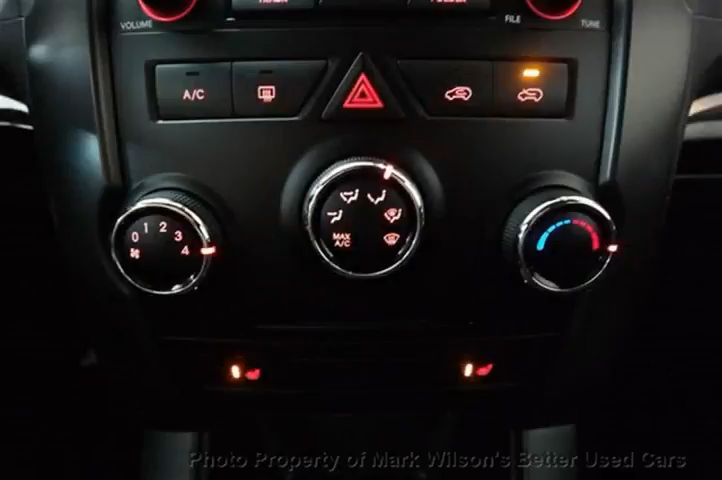 VOLUME
FILE
TUNE
A/C
0 1 2 3 4
MAX
A/C
Photo Property of Mark Wilson's Better Used Cars